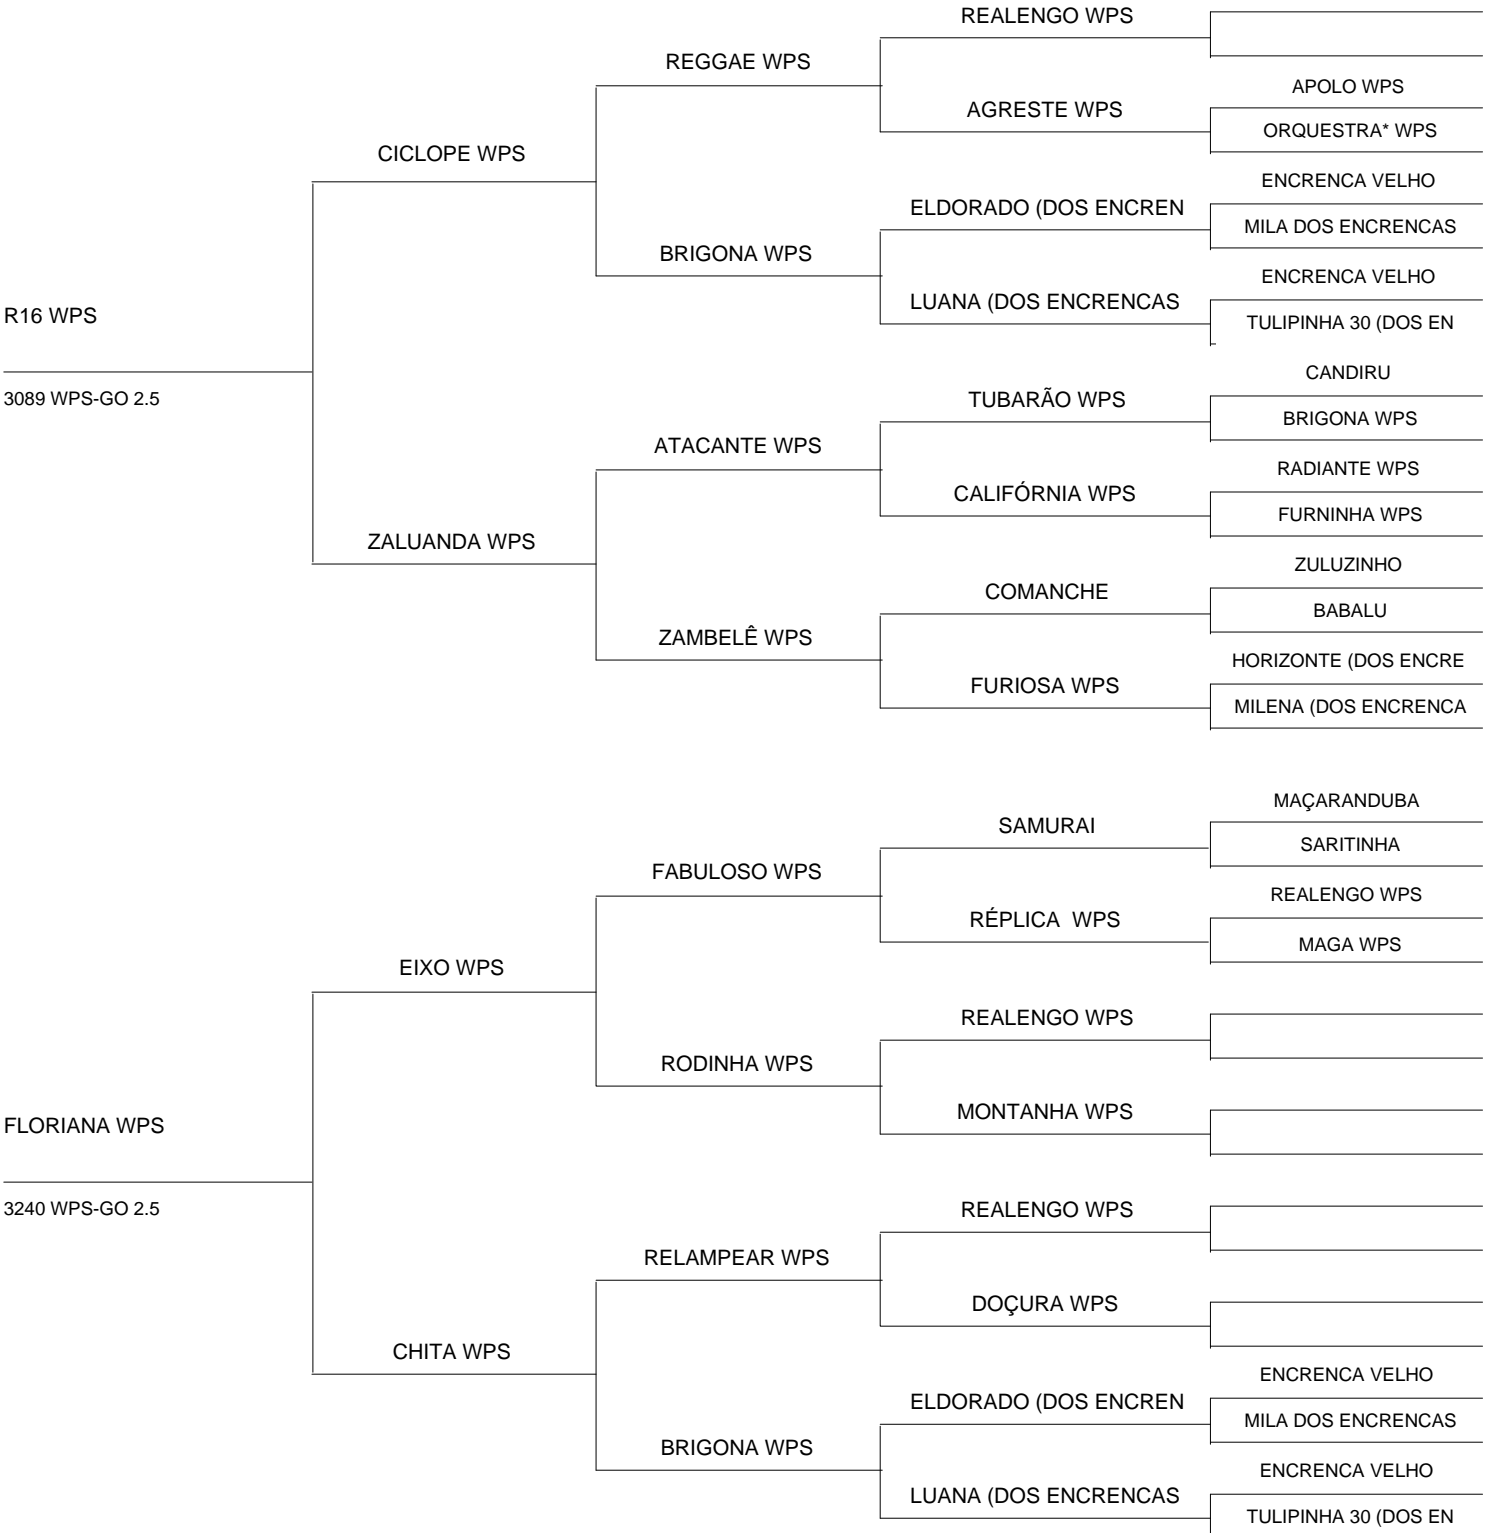 REALENGO WPS
REGGAE WPS
APOLO WPS
AGRESTE WPS
ORQUESTRA* WPS
CICLOPE WPS
ENCRENCA VELHO
ELDORADO (DOS ENCREN
MILA DOS ENCRENCAS
BRIGONA WPS
ENCRENCA VELHO
LUANA (DOS ENCRENCAS
R16 WPS
TULIPINHA 30 (DOS EN
CANDIRU
3089 WPS-GO 2.5
TUBARÃO WPS
BRIGONA WPS
ATACANTE WPS
RADIANTE WPS
CALIFÓRNIA WPS
FURNINHA WPS
ZALUANDA WPS
ZULUZINHO
COMANCHE
BABALU
ZAMBELÊ WPS
HORIZONTE (DOS ENCRE
FURIOSA WPS
MILENA (DOS ENCRENCA
MAÇARANDUBA
SAMURAI
SARITINHA
FABULOSO WPS
REALENGO WPS
RÉPLICA  WPS
MAGA WPS
EIXO WPS
REALENGO WPS
RODINHA WPS
MONTANHA WPS
FLORIANA WPS
3240 WPS-GO 2.5
REALENGO WPS
RELAMPEAR WPS
DOÇURA WPS
CHITA WPS
ENCRENCA VELHO
ELDORADO (DOS ENCREN
MILA DOS ENCRENCAS
BRIGONA WPS
ENCRENCA VELHO
LUANA (DOS ENCRENCAS
TULIPINHA 30 (DOS EN